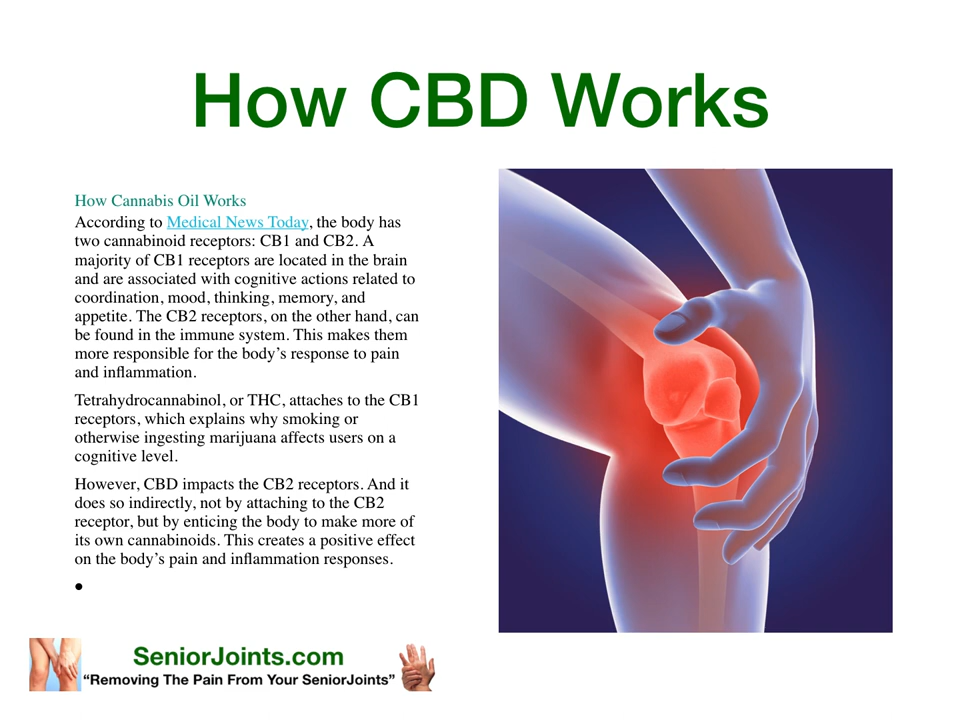 How CBD Works
How Cannabis Oil Works
According to Medical News Today, the body has
two cannabinoid receptors: CB1 and CB2. A
majority of CB1 receptors are located in the brain
and are associated with cognitive actions related to
coordination, mood, thinking, memory, and
appetite. The CB2 receptors, on the other hand, can
be found in the immune system. This makes them
more responsible for the body’s response to pain
and inflammation.
Tetrahydrocannabinol, or THC, attaches to the CB1
receptors, which explains why smoking or
otherwise ingesting marijuana affects users on a
cognitive level.
However, CBD impacts the CB2 receptors. And it
does so indirectly, not by attaching to the CB2
receptor, but by enticing the body to make more of
its own cannabinoids. This creates a positive effect
on the body’s pain and inflammation responses.
•
SeniorJoints.com
“Removing The Pain From Your SeniorJoints”